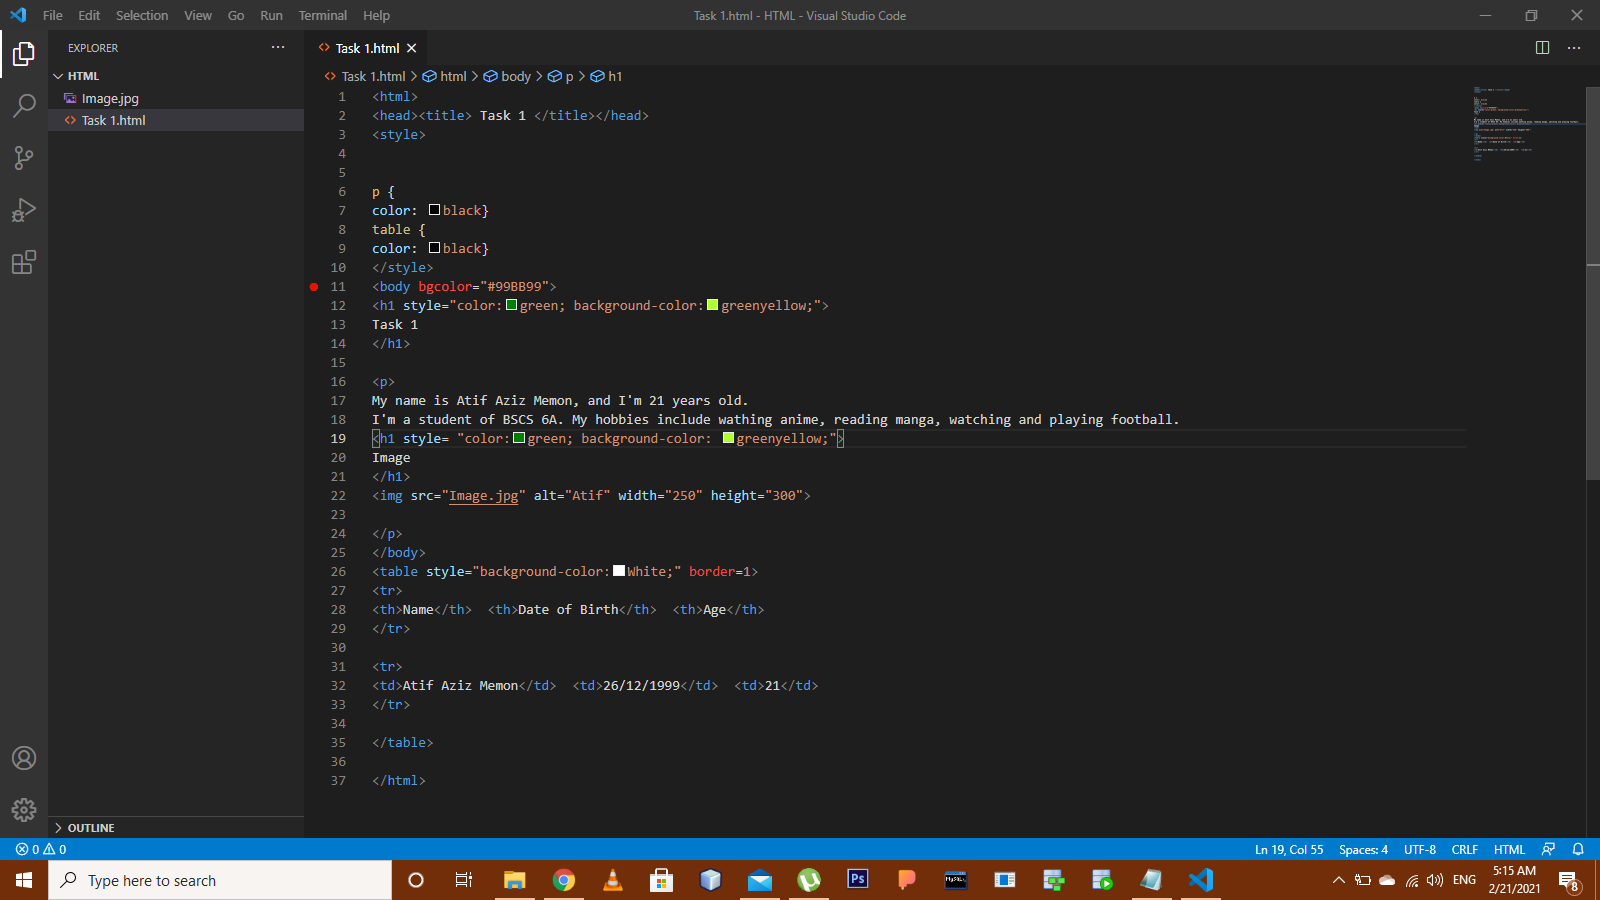 File Edit Selection View Go Run Terminal Help
Task 1.html - HTML - Visual Studio Code
EXPLORER
HTML
Image.jpg
Task 1.html
OUTLINE
Task 1.html
Task 1.html > html > body > p > h1
1 <html>
2 <head><title> Task 1 </title></head>
3 <style>
4
5
6 p {
7 color: black}
8 table {
9 color: black}
10 </style>
11 <body bgcolor="#99BB99">
12 <h1 style="color:green; background-color:greenyellow;">
13 Task 1
14 </h1>
15
16 <p>
17 My name is Atif Aziz Memon, and I'm 21 years old.
18 I'm a student of BSCS 6A. My hobbies include wathing anime, reading manga, watching and playing football.
19 <h1 style= "color:green; background-color: greenyellow;">
20 Image
21 </h1>
22 <img src="Image.jpg" alt="Atif" width="250" height="300">
23
24 </p>
25 </body>
26 <table style="background-color:White;" border=1>
27 <tr>
28 <th>Name</th>  <th>Date of Birth</th>  <th>Age</th>
29 </tr>
30
31 <tr>
32 <td>Atif Aziz Memon</td>  <td>26/12/1999</td>  <td>21</td>
33 </tr>
34
35 </table>
36
37 </html>
0 0
Ln 19, Col 55 Spaces: 4 UTF-8 CRLF HTML
Type here to search
Ps
MySQL
ENG
5:15 AM
2/21/2021
8